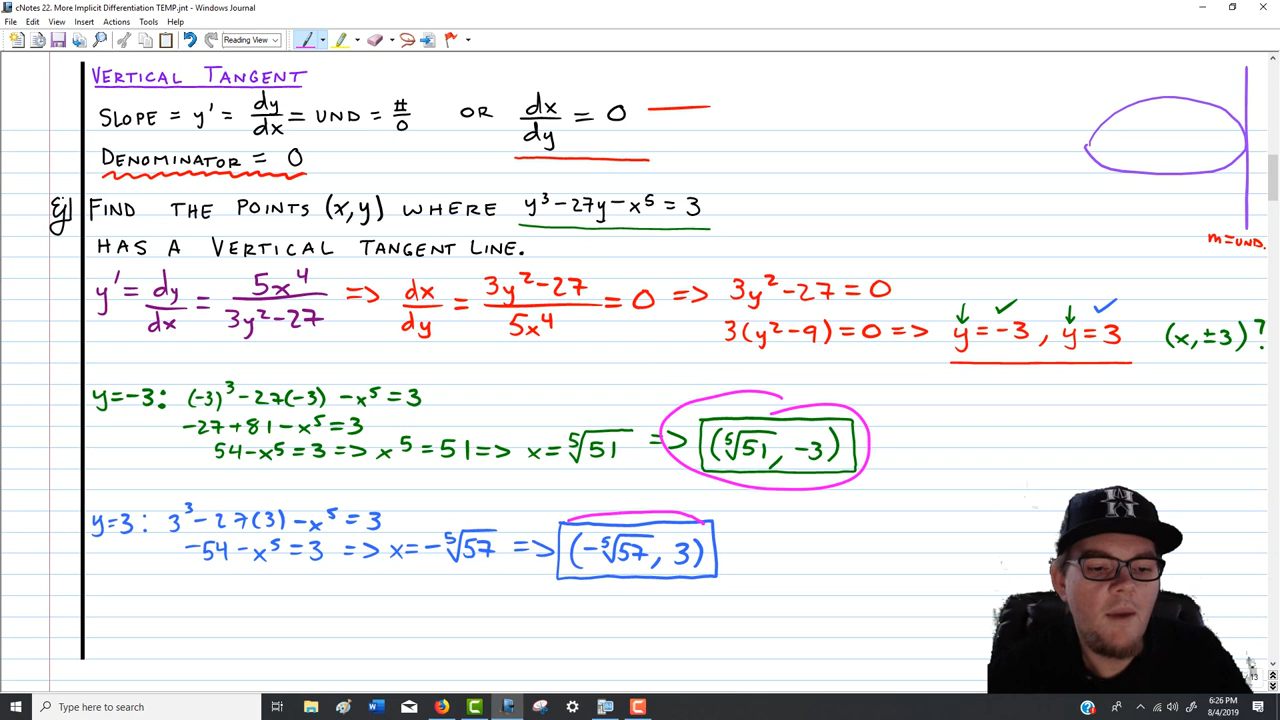 cNotes 22. More Implicit Differentiation TEMP.jnt - Windows Journal
File Edit View Insert Actions Tools Help
Reading View
VERTICAL TANGENT
SLOPE = y' = dy/dx = UND = #/0 OR dx/dy = 0
DENOMINATOR = 0
Eg] FIND THE POINTS (x,y) WHERE y³-27y-x⁵=3
HAS A VERTICAL TANGENT LINE.
m=UND.
y' = dy/dx = 5x⁴/(3y²-27) => dx/dy = (3y²-27)/5x⁴ = 0 => 3y²-27=0
3(y²-9)=0 => y=-3, y=3 (x,±3)?
y=-3: (-3)³-27(-3)-x⁵=3
-27+81-x⁵=3
54-x⁵=3 => x⁵=51 => x=⁵√51 => (⁵√51, -3)
y=3: 3³-27(3)-x⁵=3
-54-x⁵=3 => x=-⁵√57 => (-⁵√57, 3)
13
Type here to search
6:26 PM
8/4/2019